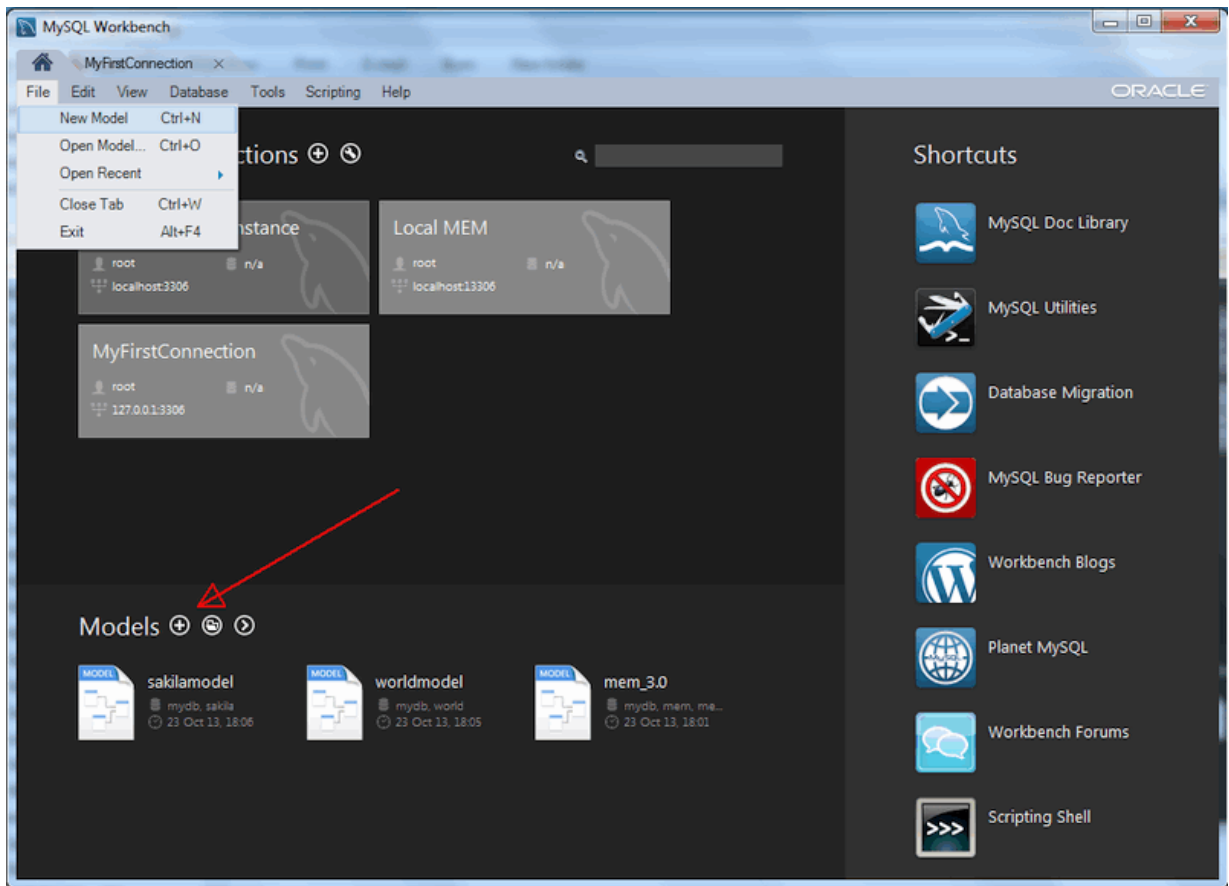 MySQL Workbench
MyFirstConnection
File Edit View Database Tools Scripting Help
ORACLE
New Model Ctrl+N
Open Model... Ctrl+O
Open Recent
Close Tab Ctrl+W
Exit Alt+F4
ctions
stance
root n/a
localhost:3306
Local MEM
root n/a
localhost:13306
MyFirstConnection
root n/a
127.0.0.1:3306
Models
MODEL
sakilamodel
mydb, sakila
23 Oct 13, 18:06
MODEL
worldmodel
mydb, world
23 Oct 13, 18:05
MODEL
mem_3.0
mydb, mem, me...
23 Oct 13, 18:01
Shortcuts
MySQL Doc Library
MySQL Utilities
>_
Database Migration
MySQL Bug Reporter
Workbench Blogs
W
MySQL
Planet MySQL
Workbench Forums
>>>
Scripting Shell